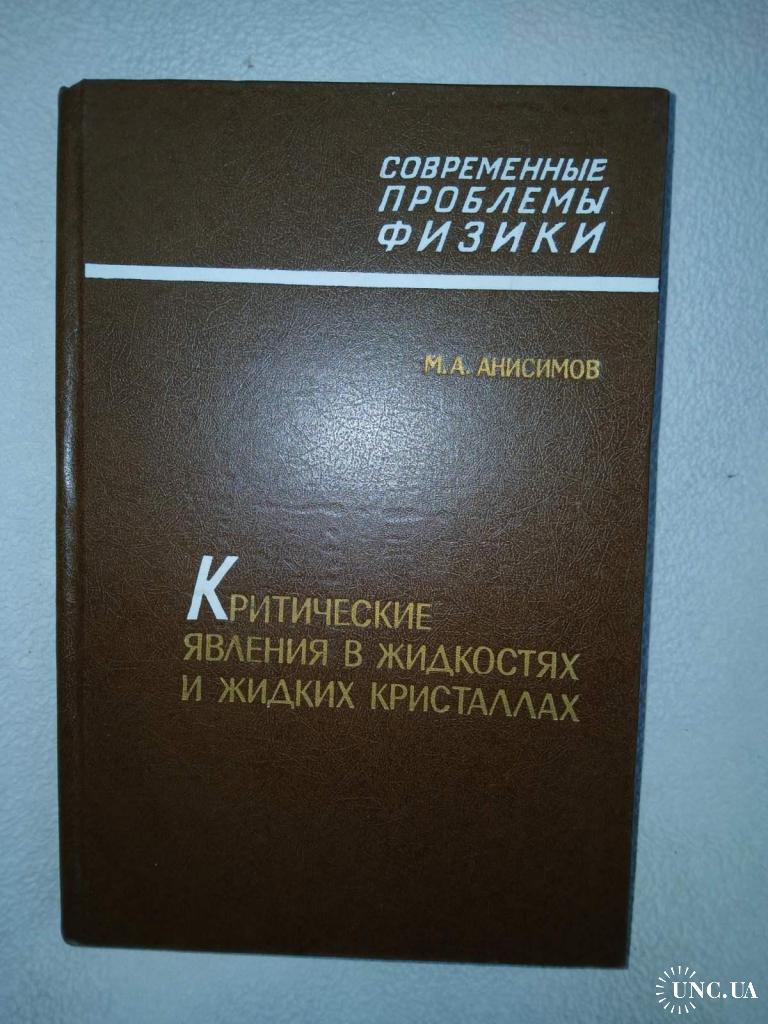 СОВРЕМЕННЫЕ
ПРОБЛЕМЫ
ФИЗИКИ
М. А. АНИСИМОВ
КРИТИЧЕСКИЕ
ЯВЛЕНИЯ В ЖИДКОСТЯХ
И ЖИДКИХ КРИСТАЛЛАХ
UNC.UA